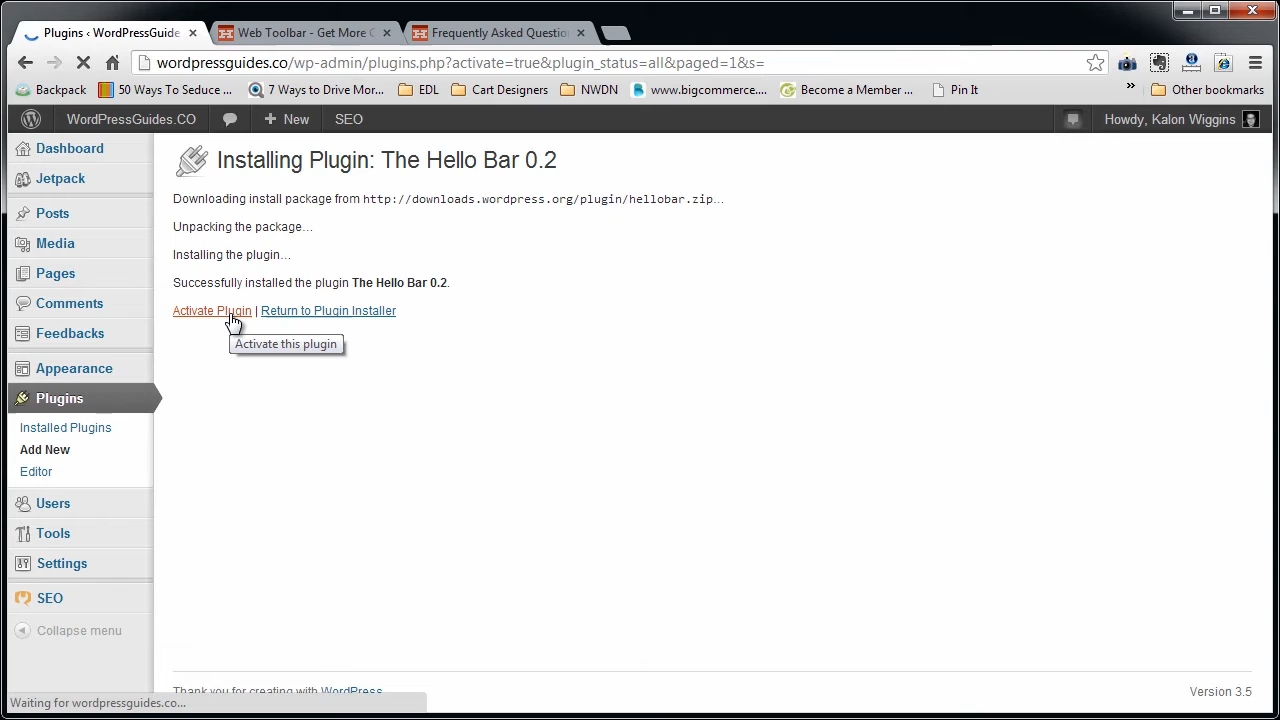 Plugins ‹ WordPressGuide
Web Toolbar - Get More C
Frequently Asked Questio
wordpressguides.co/wp-admin/plugins.php?activate=true&plugin_status=all&paged=1&s=
Backpack
50 Ways To Seduce ...
7 Ways to Drive Mor...
EDL
Cart Designers
NWDN
www.bigcommerce....
Become a Member ...
Pin It
»
Other bookmarks
WordPressGuides.CO
+ New
SEO
Howdy, Kalon Wiggins
Dashboard
Jetpack
Posts
Media
Pages
Comments
Feedbacks
Appearance
Plugins
Installed Plugins
Add New
Editor
Users
Tools
Settings
SEO
Collapse menu
Installing Plugin: The Hello Bar 0.2
Downloading install package from http://downloads.wordpress.org/plugin/hellobar.zip…
Unpacking the package…
Installing the plugin…
Successfully installed the plugin The Hello Bar 0.2.
Activate Plugin | Return to Plugin Installer
Activate this plugin
Thank you for creating with WordPress
Version 3.5
Waiting for wordpressguides.co...